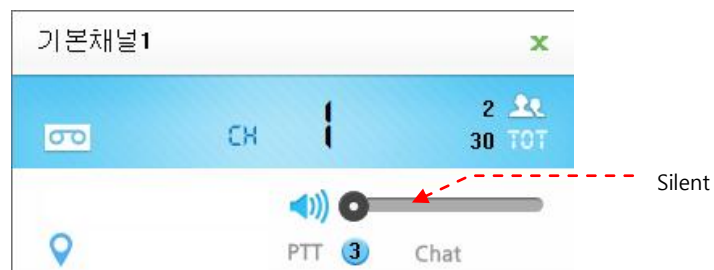 기본채널1 x
CH 1 2
30 TOT
Silent
PTT 3 Chat